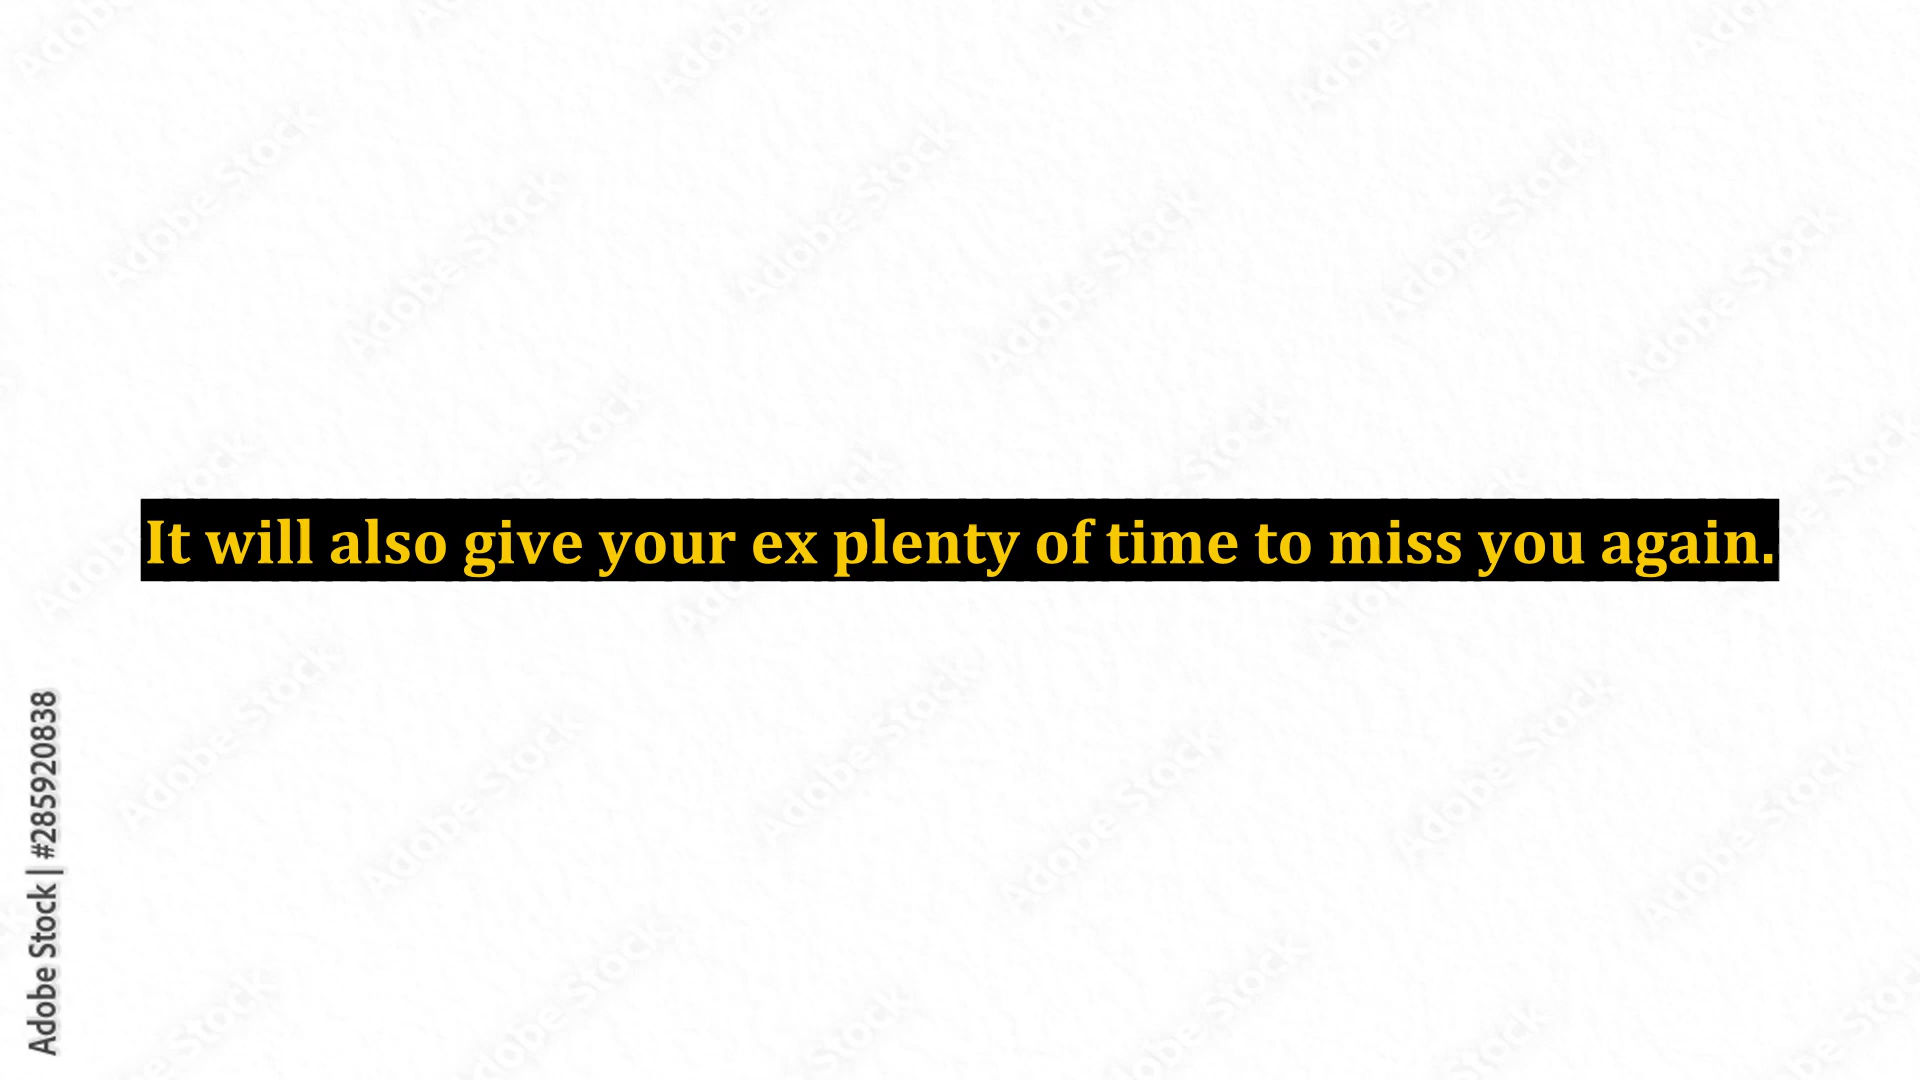 It will also give your ex plenty of time to miss you again.
Adobe Stock | #285920838